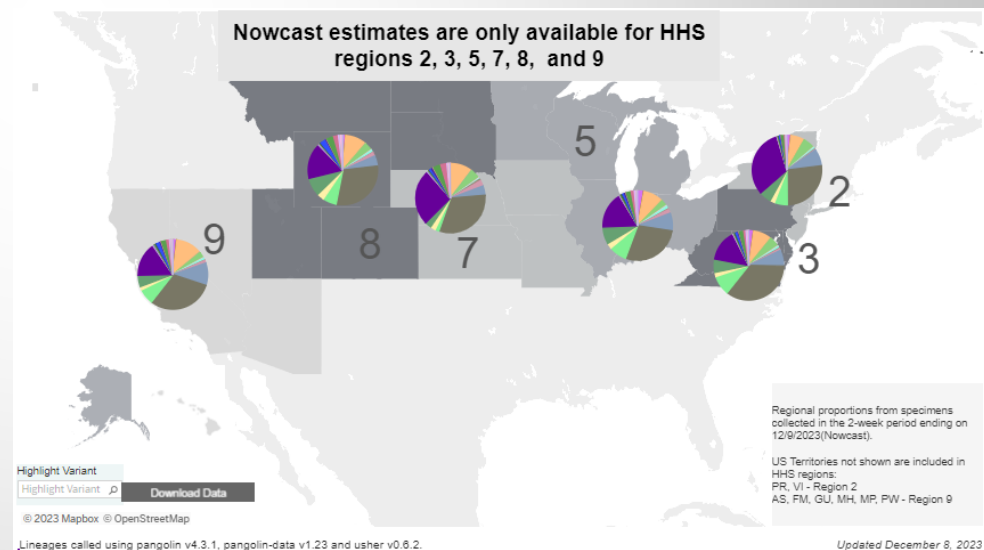 Nowcast estimates are only available for HHS
regions 2, 3, 5, 7, 8, and 9
5
2
9
8
7
3
Regional proportions from specimens
collected in the 2-week period ending on
12/9/2023(Nowcast).
US Territories not shown are included in
HHS regions:
PR, VI - Region 2
AS, FM, GU, MH, MP, PW - Region 9
Highlight Variant
Highlight Variant
Download Data
© 2023 Mapbox © OpenStreetMap
Lineages called using pangolin v4.3.1, pangolin-data v1.23 and usher v0.6.2.
Updated December 8, 2023